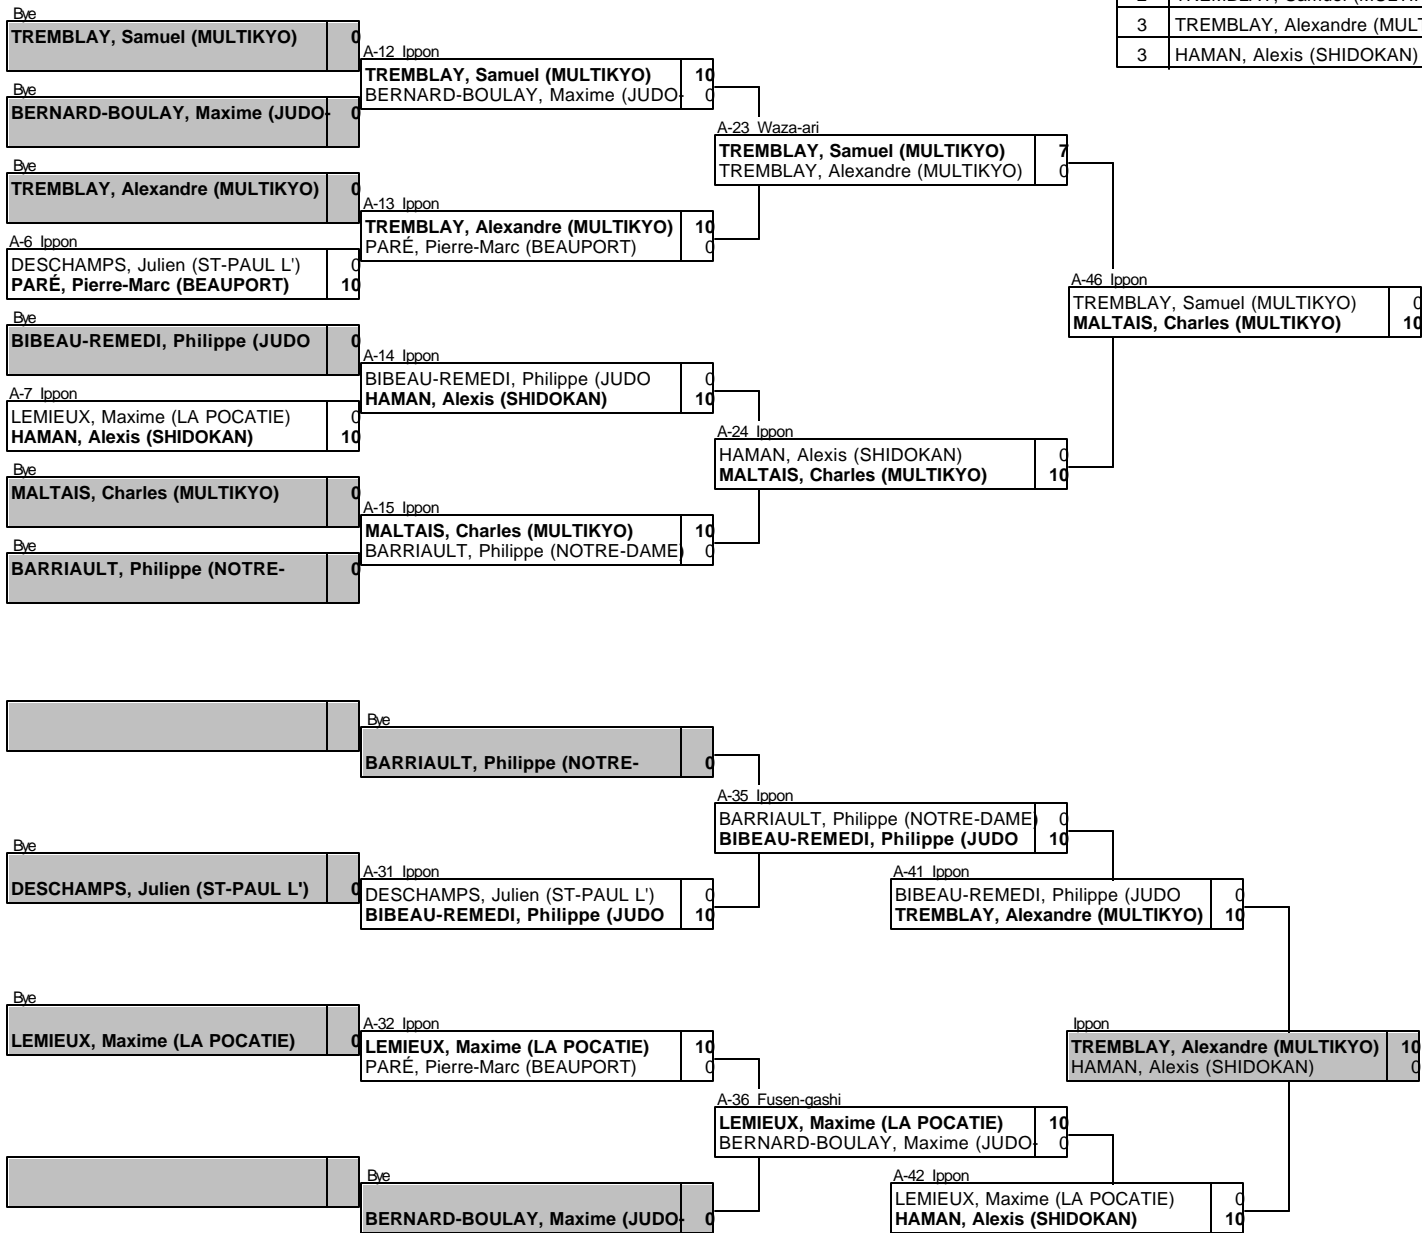 2 TREMBLAY, Samuel
3 TREMBLAY, Alexandre (MULT
3 HAMAN, Alexis (SHIDOKAN)
Bye
TREMBLAY, Samuel (MULTIKYO) 0
Bye
BERNARD-BOULAY, Maxime (JUDO- 0
Bye
TREMBLAY, Alexandre (MULTIKYO) 0
A-6 Ippon
DESCHAMPS, Julien (ST-PAUL L') 0
PARÉ, Pierre-Marc (BEAUPORT) 10
Bye
BIBEAU-REMEDI, Philippe (JUDO 0
A-7 Ippon
LEMIEUX, Maxime (LA POCATIE) 0
HAMAN, Alexis (SHIDOKAN) 10
Bye
MALTAIS, Charles (MULTIKYO) 0
Bye
BARRIAULT, Philippe (NOTRE- 0
A-12 Ippon
TREMBLAY, Samuel (MULTIKYO) 10
BERNARD-BOULAY, Maxime (JUDO- 0
A-13 Ippon
TREMBLAY, Alexandre (MULTIKYO) 10
PARÉ, Pierre-Marc (BEAUPORT) 0
A-14 Ippon
BIBEAU-REMEDI, Philippe (JUDO 0
HAMAN, Alexis (SHIDOKAN) 10
A-15 Ippon
MALTAIS, Charles (MULTIKYO) 10
BARRIAULT, Philippe (NOTRE-DAME) 0
A-23 Waza-ari
TREMBLAY, Samuel (MULTIKYO) 7
TREMBLAY, Alexandre (MULTIKYO) 0
A-24 Ippon
HAMAN, Alexis (SHIDOKAN) 0
MALTAIS, Charles (MULTIKYO) 10
A-46 Ippon
TREMBLAY, Samuel (MULTIKYO) 0
MALTAIS, Charles (MULTIKYO) 10
Bye
DESCHAMPS, Julien (ST-PAUL L') 0
Bye
LEMIEUX, Maxime (LA POCATIE) 0
Bye
BARRIAULT, Philippe (NOTRE- 0
A-31 Ippon
DESCHAMPS, Julien (ST-PAUL L') 0
BIBEAU-REMEDI, Philippe (JUDO 10
A-32 Ippon
LEMIEUX, Maxime (LA POCATIE) 10
PARÉ, Pierre-Marc (BEAUPORT) 0
Bye
BERNARD-BOULAY, Maxime (JUDO- 0
A-35 Ippon
BARRIAULT, Philippe (NOTRE-DAME) 0
BIBEAU-REMEDI, Philippe (JUDO 10
A-36 Fusen-gashi
LEMIEUX, Maxime (LA POCATIE) 10
BERNARD-BOULAY, Maxime (JUDO- 0
A-41 Ippon
BIBEAU-REMEDI, Philippe (JUDO 0
TREMBLAY, Alexandre (MULTIKYO) 10
A-42 Ippon
LEMIEUX, Maxime (LA POCATIE) 0
HAMAN, Alexis (SHIDOKAN) 10
Ippon
TREMBLAY, Alexandre (MULTIKYO) 10
HAMAN, Alexis (SHIDOKAN) 0